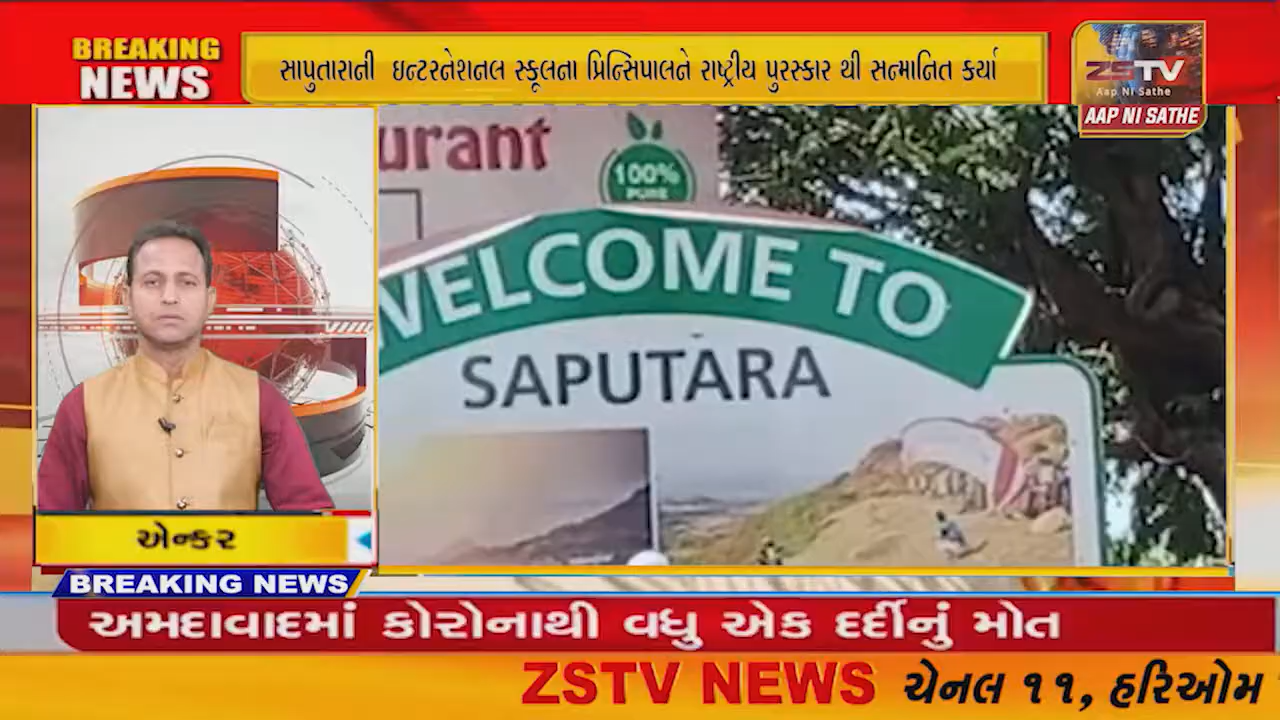 BREAKING
NEWS
સાપુતારાની ઇન્ટરનેશનલ સ્કૂલના પ્રિન્સિપાલને રાષ્ટ્રીય પુરસ્કાર થી સન્માનિત કર્યા
ZSTV
Aap Ni Sathe
AAP NI SATHE
urant
100%
PURE
WELCOME TO
SAPUTARA
એન્કર
BREAKING NEWS
અમદાવાદમાં કોરોનાથી વધુ એક દર્દીનું મોત
ZSTV NEWS ચેનલ ૧૧, હરિઓમ